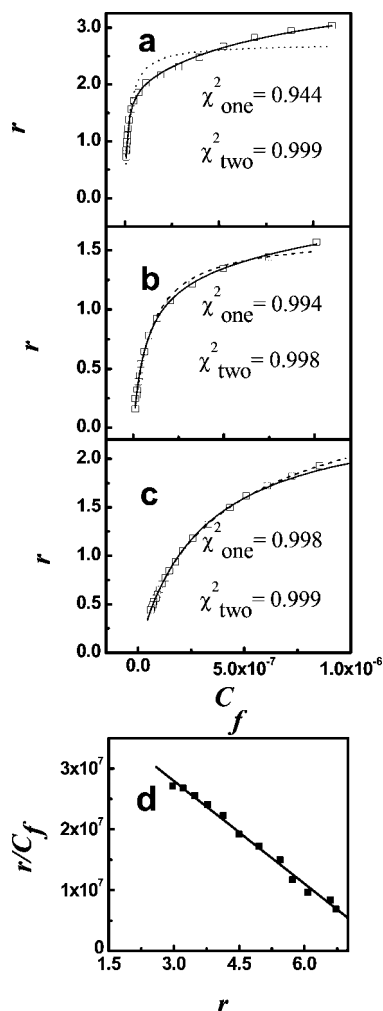 a
3.0
2.0
1.0
0.0
r
χ²one = 0.944
χ²two = 0.999
b
1.5
1.0
0.5
0.0
r
χ²one = 0.994
χ²two = 0.998
c
2.0
1.5
1.0
0.5
0.0
r
χ²one = 0.998
χ²two = 0.999
0.0 5.0x10⁻⁷ 1.0x10⁻⁶
Cf
d
3x10⁷
2x10⁷
1x10⁷
0
r/Cf
1.5 3.0 4.5 6.0
r